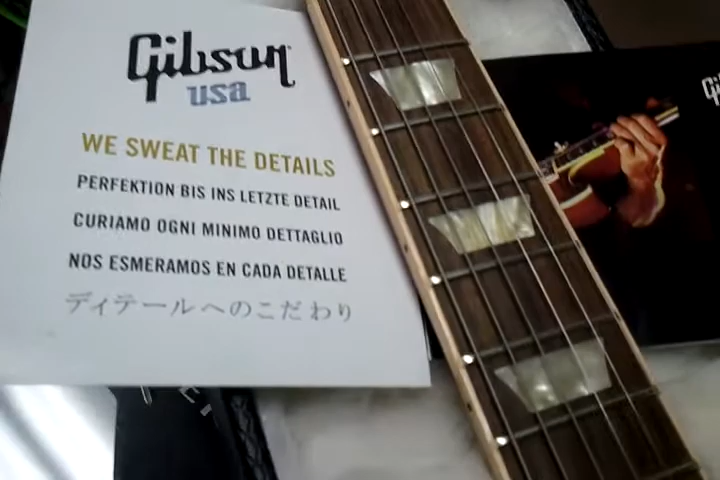 Gibson
usa
WE SWEAT THE DETAILS
PERFEKTION BIS INS LETZTE DETAIL
CURIAMO OGNI MINIMO DETTAGLIO
NOS ESMERAMOS EN CADA DETALLE
ディテールへのこだわり